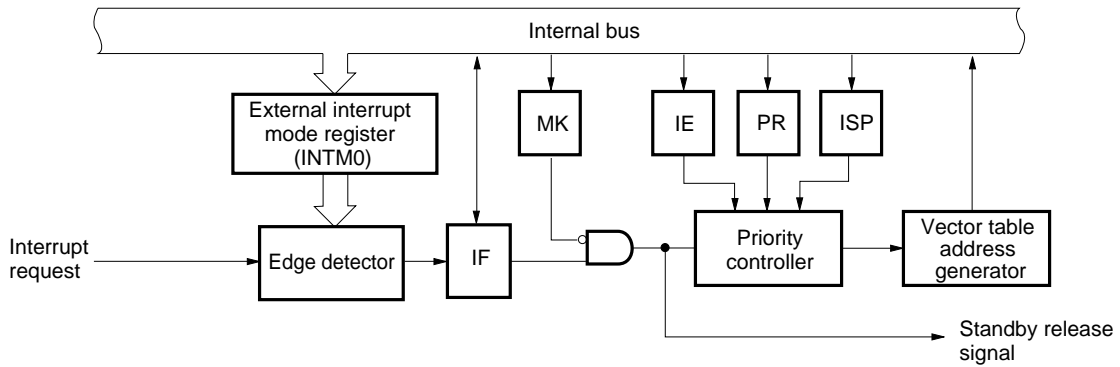 Internal bus
External interrupt
mode register
(INTM0)
MK
IE
PR
ISP
Interrupt
request
Edge detector
IF
Priority
controller
Vector table
address
generator
Standby release
signal